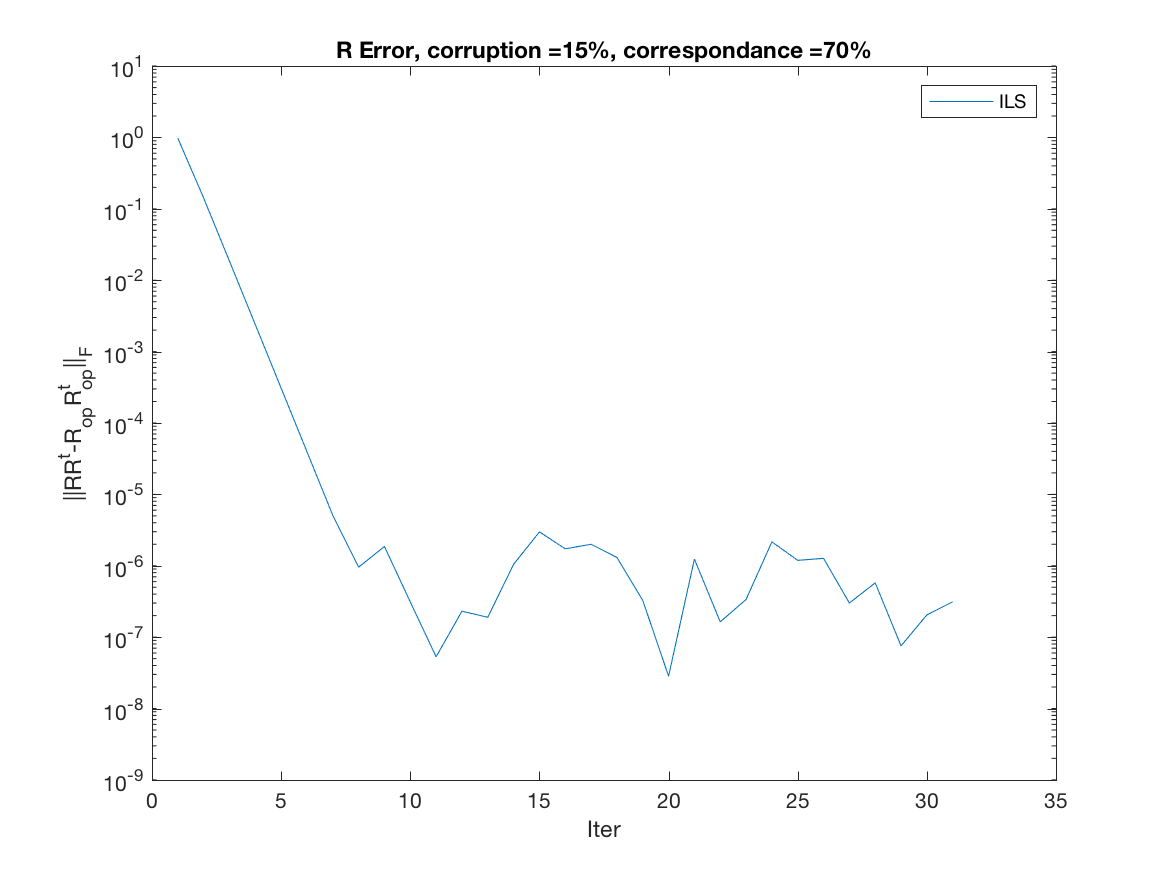 R Error, corruption =15%, correspondance =70%
ILS
10^1
10^0
10^-1
10^-2
10^-3
10^-4
10^-5
10^-6
10^-7
10^-8
10^-9
||RR^t-R_op R^t_op||_F
0 5 10 15 20 25 30 35
Iter